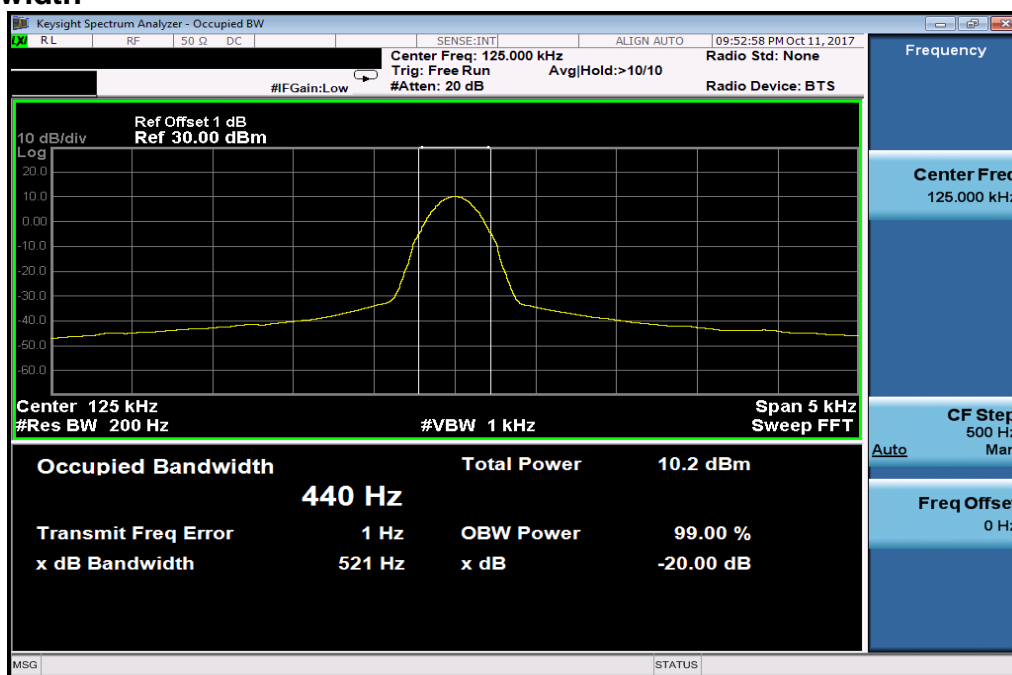 width
Keysight Spectrum Analyzer - Occupied BW
LXI RL RF 50 Ω DC SENSE:INT ALIGN AUTO 09:52:58 PM Oct 11, 2017
Center Freq: 125.000 kHz Radio Std: None
Trig: Free Run Avg|Hold:>10/10
#IFGain:Low #Atten: 20 dB Radio Device: BTS
Ref Offset 1 dB
10 dB/div Ref 30.00 dBm
Log
20.0
10.0
0.00
-10.0
-20.0
-30.0
-40.0
-50.0
-60.0
Center 125 kHz Span 5 kHz
#Res BW 200 Hz #VBW 1 kHz Sweep FFT
Occupied Bandwidth Total Power 10.2 dBm
440 Hz
Transmit Freq Error 1 Hz OBW Power 99.00 %
x dB Bandwidth 521 Hz x dB -20.00 dB
MSG STATUS
Frequency
Center Freq
125.000 kHz
CF Step
500 Hz
Auto Man
Freq Offset
0 Hz